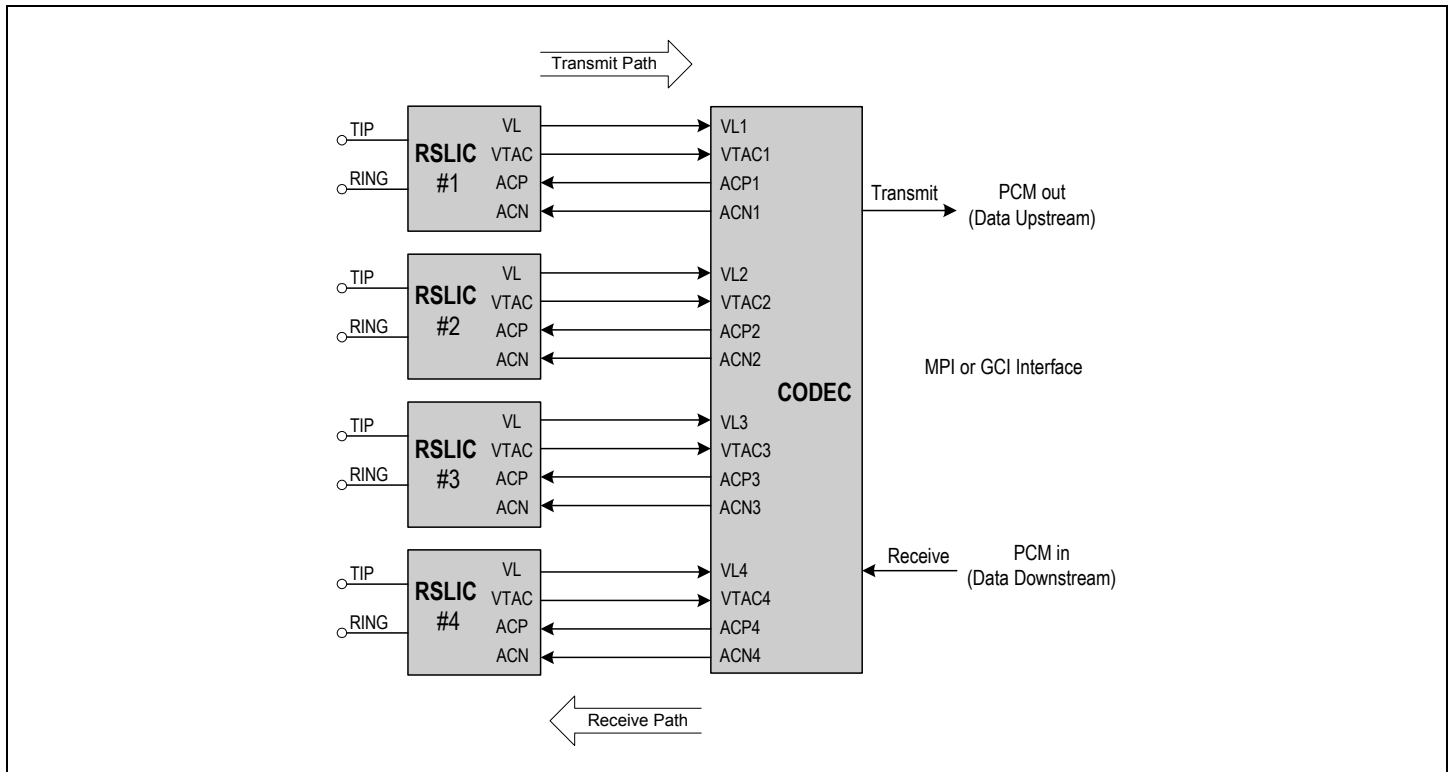 Transmit Path
TIP
RING
RSLIC
#1
VL
VTAC
ACP
ACN
TIP
RING
RSLIC
#2
VL
VTAC
ACP
ACN
TIP
RING
RSLIC
#3
VL
VTAC
ACP
ACN
TIP
RING
RSLIC
#4
VL
VTAC
ACP
ACN
VL1
VTAC1
ACP1
ACN1
VL2
VTAC2
ACP2
ACN2
CODEC
VL3
VTAC3
ACP3
ACN3
VL4
VTAC4
ACP4
ACN4
Transmit
PCM out
(Data Upstream)
MPI or GCI Interface
Receive
PCM in
(Data Downstream)
Receive Path